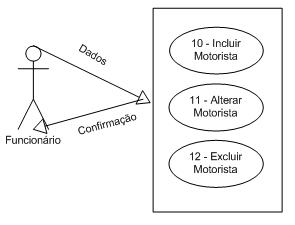 Dados
Confirmação
Funcionário
10 - Incluir
Motorista
11 - Alterar
Motorista
12 - Excluir
Motorista